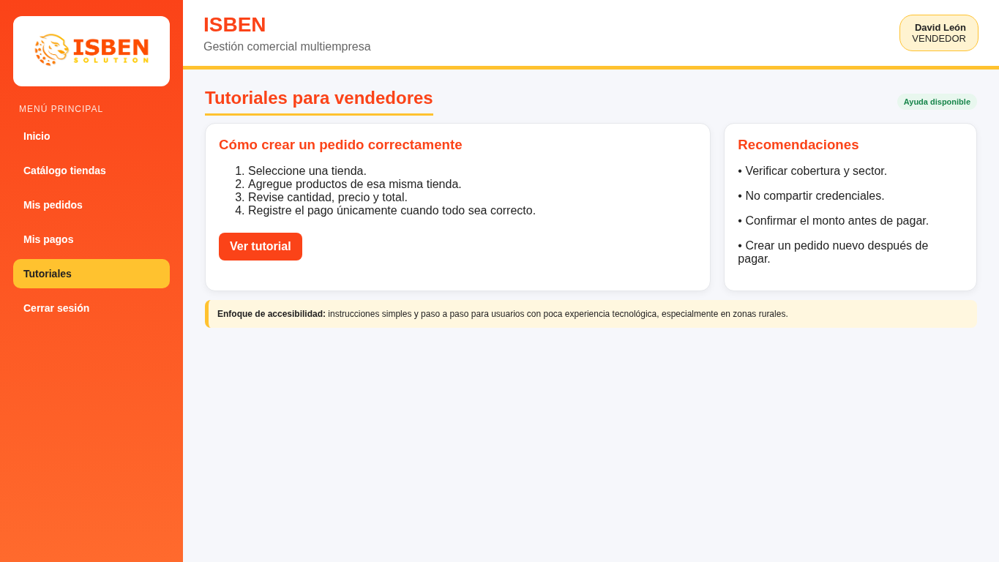 ISBEN
SOLUTION
MENÚ PRINCIPAL
Inicio
Catálogo tiendas
Mis pedidos
Mis pagos
Tutoriales
Cerrar sesión
ISBEN
Gestión comercial multiempresa
David León
VENDEDOR
Tutoriales para vendedores
Ayuda disponible
Cómo crear un pedido correctamente
1. Seleccione una tienda.
2. Agregue productos de esa misma tienda.
3. Revise cantidad, precio y total.
4. Registre el pago únicamente cuando todo sea correcto.
Ver tutorial
Recomendaciones
• Verificar cobertura y sector.
• No compartir credenciales.
• Confirmar el monto antes de pagar.
• Crear un pedido nuevo después de
pagar.
Enfoque de accesibilidad: instrucciones simples y paso a paso para usuarios con poca experiencia tecnológica, especialmente en zonas rurales.